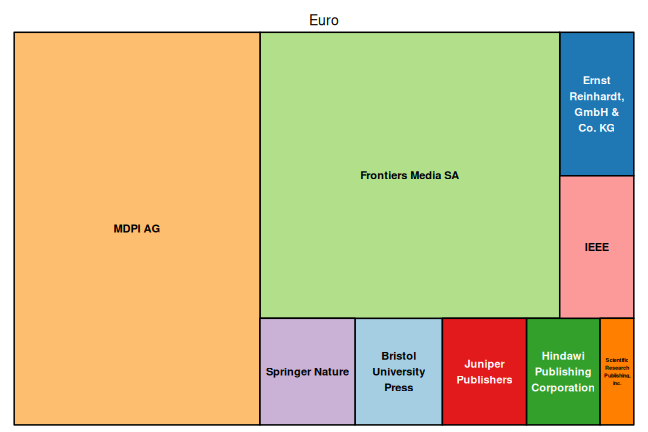 Euro
MDPI AG
Frontiers Media SA
Ernst
Reinhardt,
GmbH &
Co. KG
IEEE
Springer Nature
Bristol
University
Press
Juniper
Publishers
Hindawi
Publishing
Corporation
Scientific
Research
Publishing,
Inc.